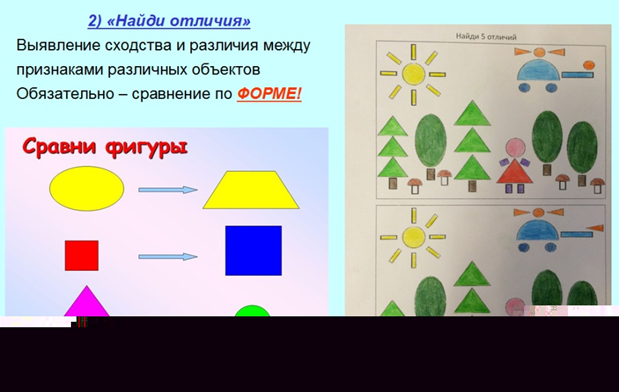 2) «Найди отличия»
Выявление сходства и различия между
признаками различных объектов
Обязательно – сравнение по ФОРМЕ!
Найди 5 отличий
Сравни фигуры